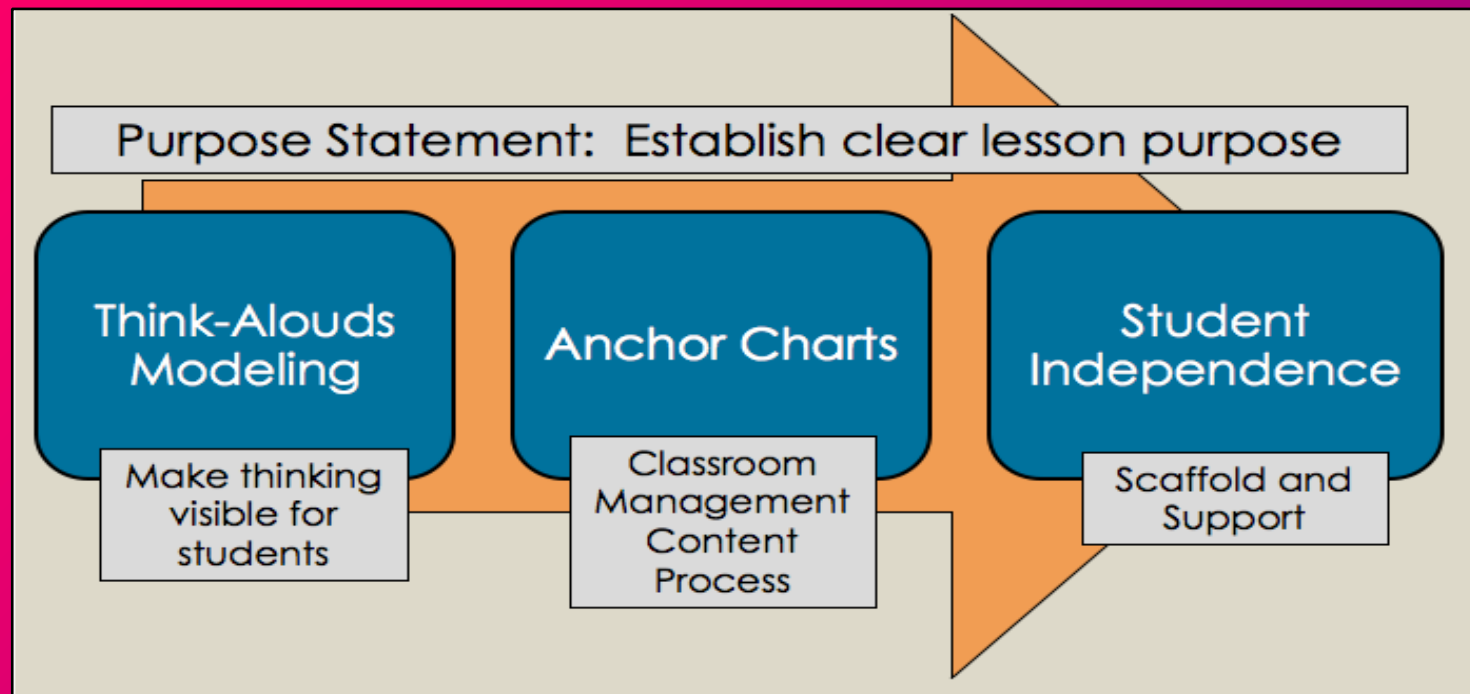 Purpose Statement:  Establish clear lesson purpose
Think-Alouds
Modeling
Make thinking
visible for
students
Anchor Charts
Classroom
Management
Content
Process
Student
Independence
Scaffold and
Support